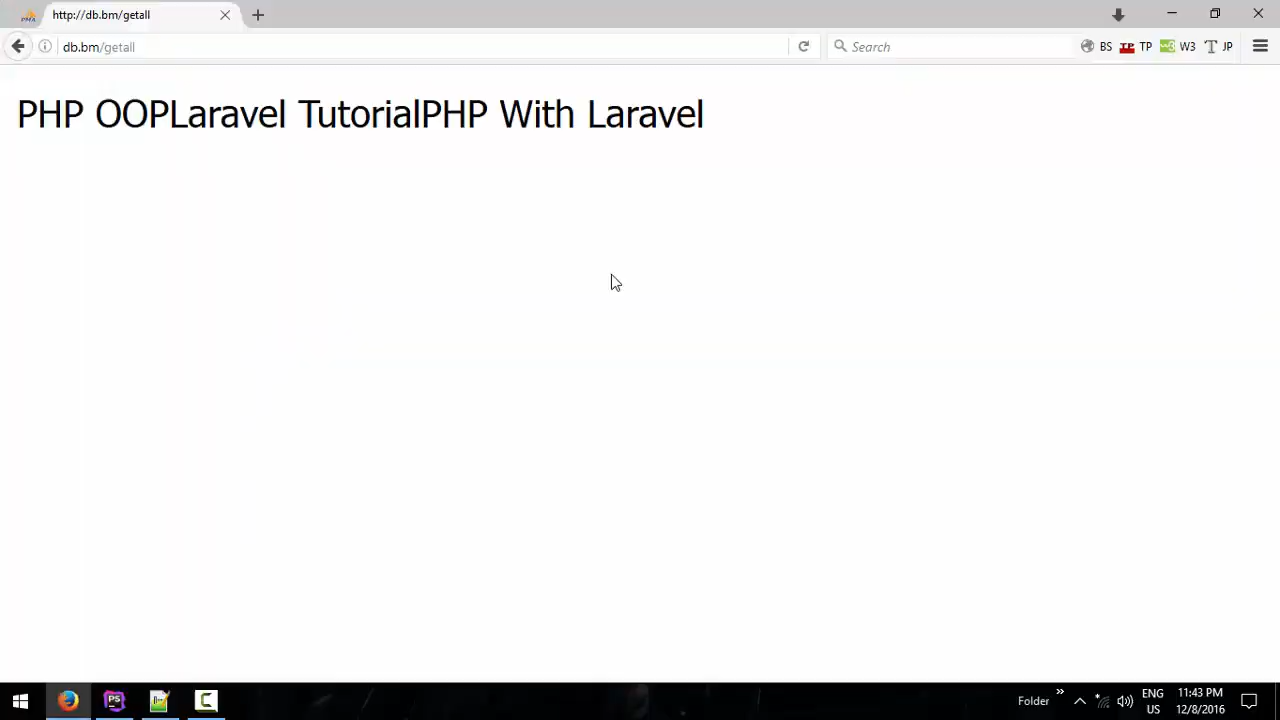 http://db.bm/getall
db.bm/getall
Search
BS
TP
W3
JP
PHP OOPLaravel TutorialPHP With Laravel
Folder
ENG
US
11:43 PM
12/8/2016